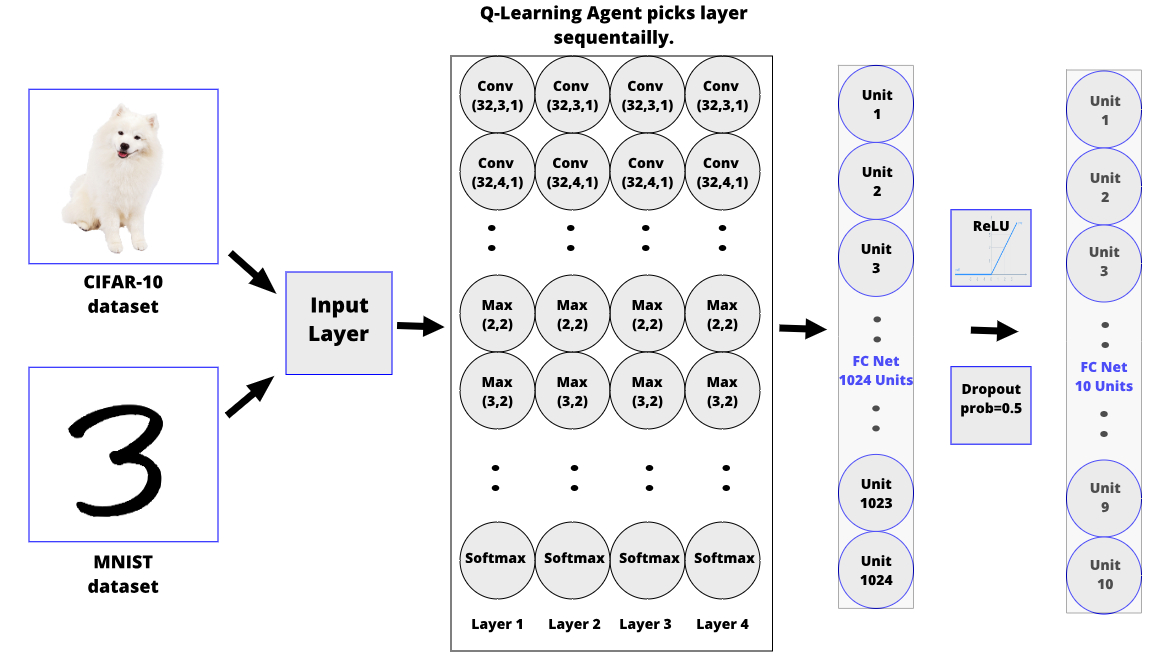 Q-Learning Agent picks layer
sequentailly.
CIFAR-10
dataset
MNIST
dataset
Input
Layer
Conv
(32,3,1)
Conv
(32,3,1)
Conv
(32,3,1)
Conv
(32,3,1)
Conv
(32,4,1)
Conv
(32,4,1)
Conv
(32,4,1)
Conv
(32,4,1)
Max
(2,2)
Max
(2,2)
Max
(2,2)
Max
(2,2)
Max
(3,2)
Max
(3,2)
Max
(3,2)
Max
(3,2)
Softmax
Softmax
Softmax
Softmax
Layer 1
Layer 2
Layer 3
Layer 4
Unit
1
Unit
2
Unit
3
FC Net
1024 Units
Unit
1023
Unit
1024
ReLU
Dropout
prob=0.5
Unit
1
Unit
2
Unit
3
FC Net
10 Units
Unit
9
Unit
10
3